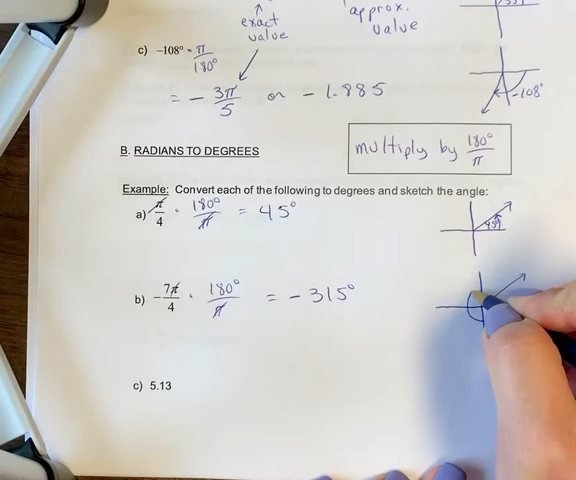 exact
value
approx.
value
c) -108° · π/180°
= - 3π/5 or - 1.885
-108°
B. RADIANS TO DEGREES
multiply by 180°/π
Example: Convert each of the following to degrees and sketch the angle:
a) π/4 · 180°/π = 45°
45°
b) -7π/4 · 180°/π = -315°
c) 5.13